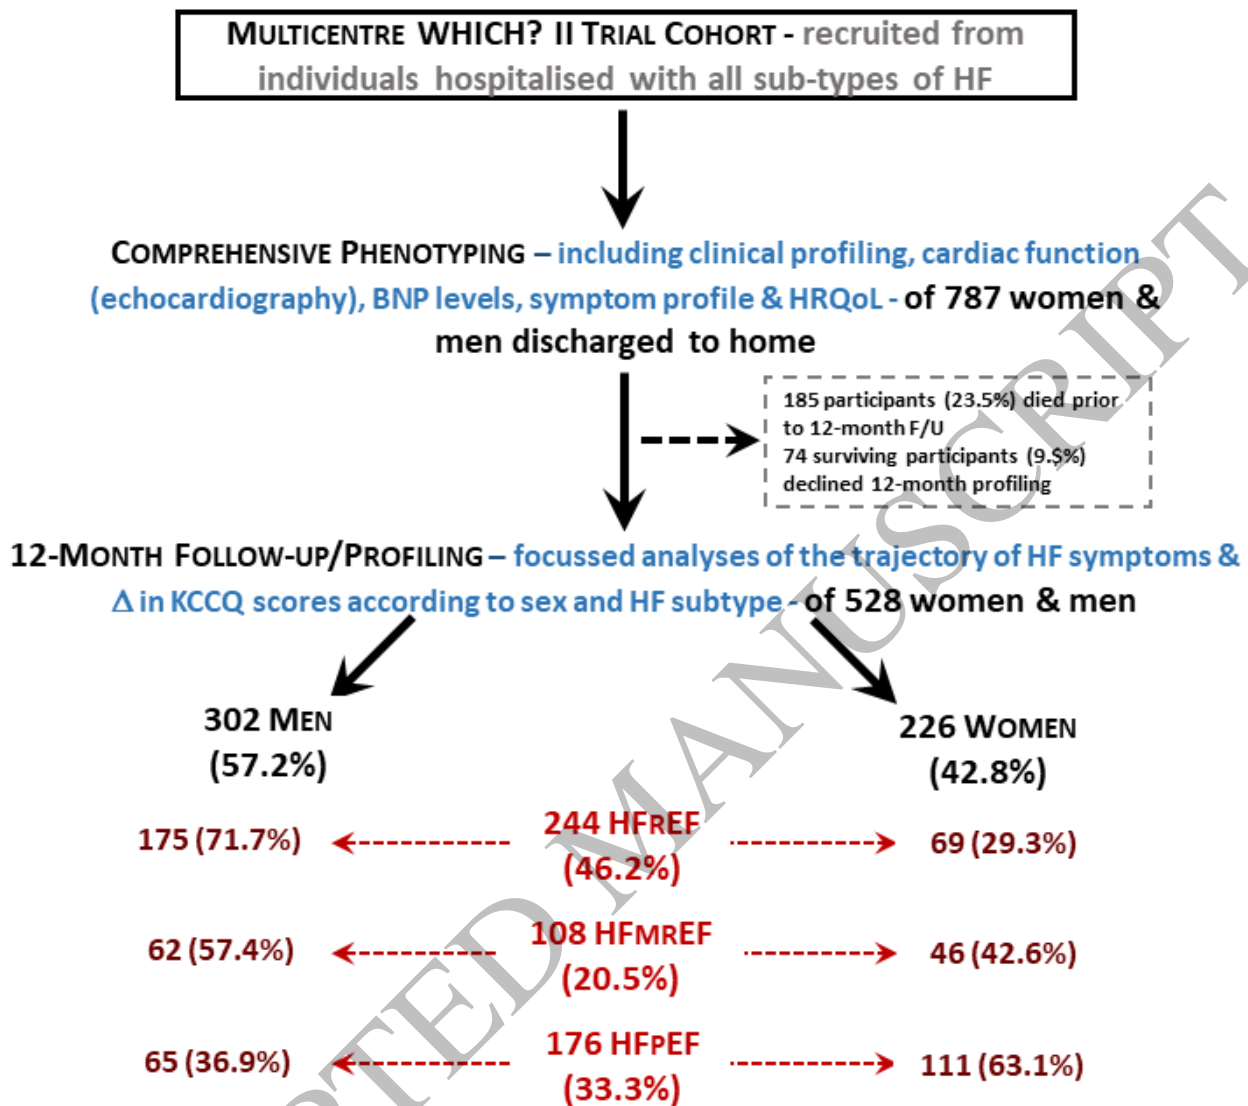 MULTICENTRE WHICH? II TRIAL COHORT - recruited from
individuals hospitalised with all sub-types of HF
COMPREHENSIVE PHENOTYPING – including clinical profiling, cardiac function
(echocardiography), BNP levels, symptom profile & HRQoL - of 787 women &
men discharged to home
185 participants (23.5%) died prior
to 12-month F/U
74 surviving participants (9.$%)
declined 12-month profiling
12-MONTH FOLLOW-UP/PROFILING – focussed analyses of the trajectory of HF symptoms &
Δ in KCCQ scores according to sex and HF subtype - of 528 women & men
302 MEN
(57.2%)
226 WOMEN
(42.8%)
175 (71.7%)
244 HFREF
(46.2%)
69 (29.3%)
62 (57.4%)
108 HFMREF
(20.5%)
46 (42.6%)
65 (36.9%)
176 HFPEF
(33.3%)
111 (63.1%)
PTED MANUSCRIPT